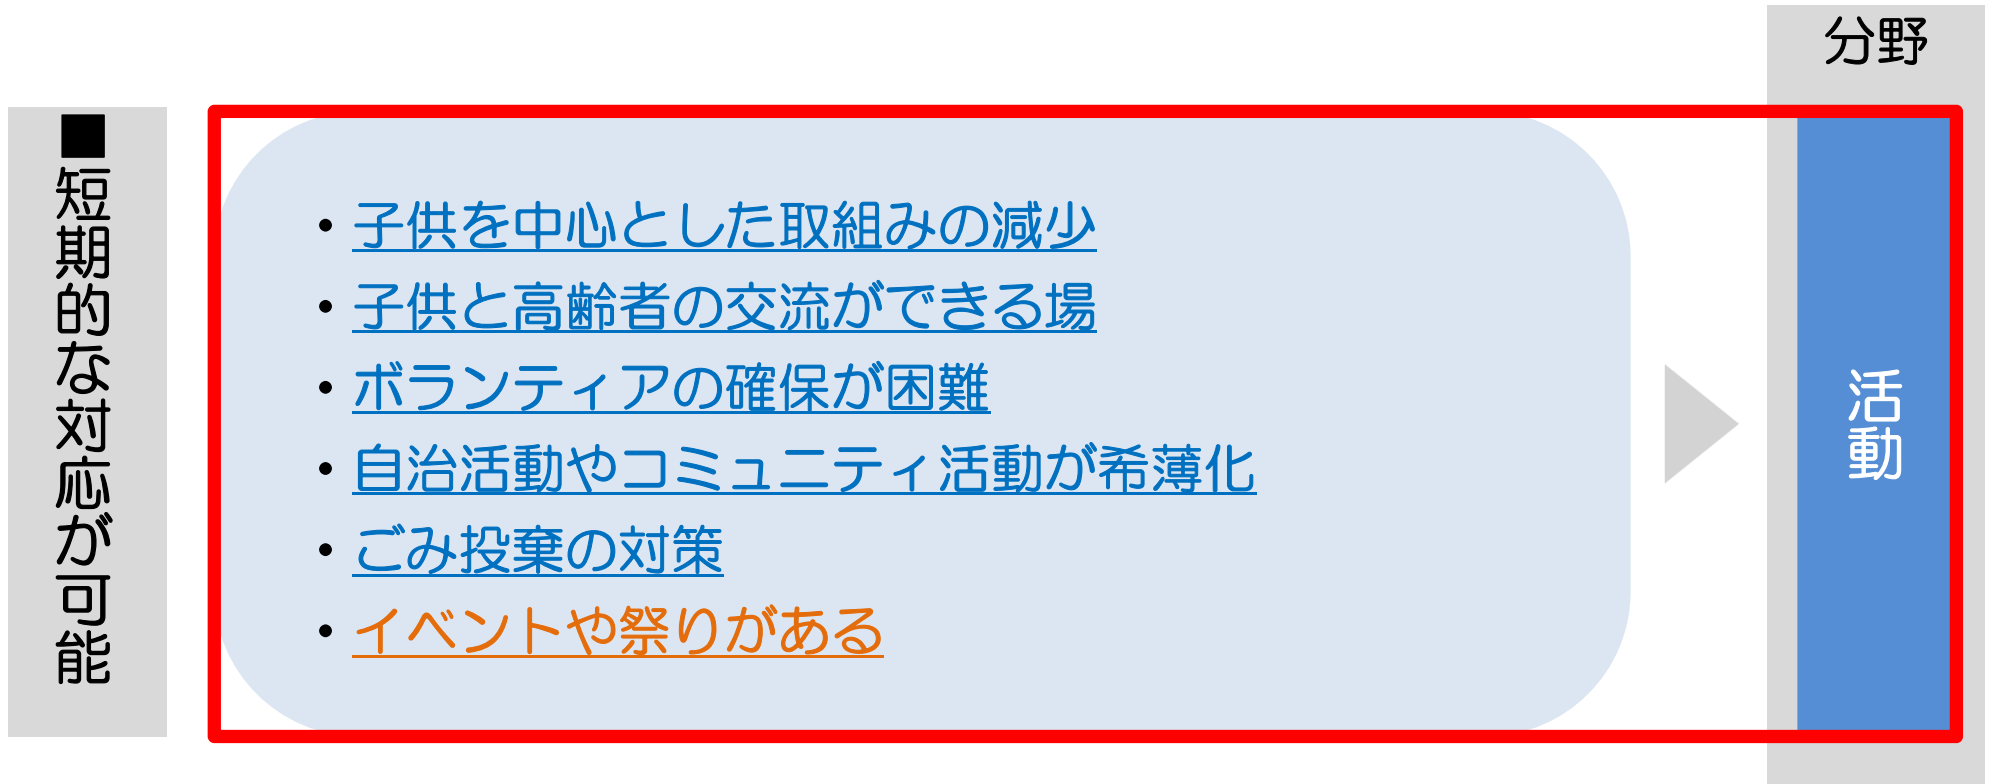 分野
■短期的な対応が可能
・子供を中心とした取組みの減少
・子供と高齢者の交流ができる場
・ボランティアの確保が困難
・自治活動やコミュニティ活動が希薄化
・ごみ投棄の対策
・イベントや祭りがある
活動